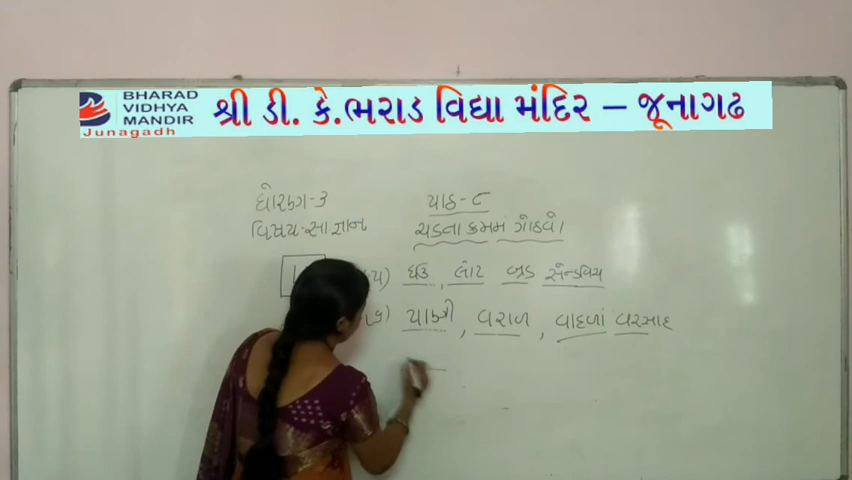 BHARAD
VIDHYA
MANDIR
Junagadh
શ્રી ડી. કે.ભરાડ વિદ્યા મંદિર – જૂનાગઢ
ધોરણ-૩ પાઠ-૮
વિષય-સા જ્ઞાન ચડતા ક્રમમાં ગોઠવો
ઘઉ, લોટ બ્રેડ સેન્ડવિચ
પાણી, વરાળ, વાદળાં વરસાદ